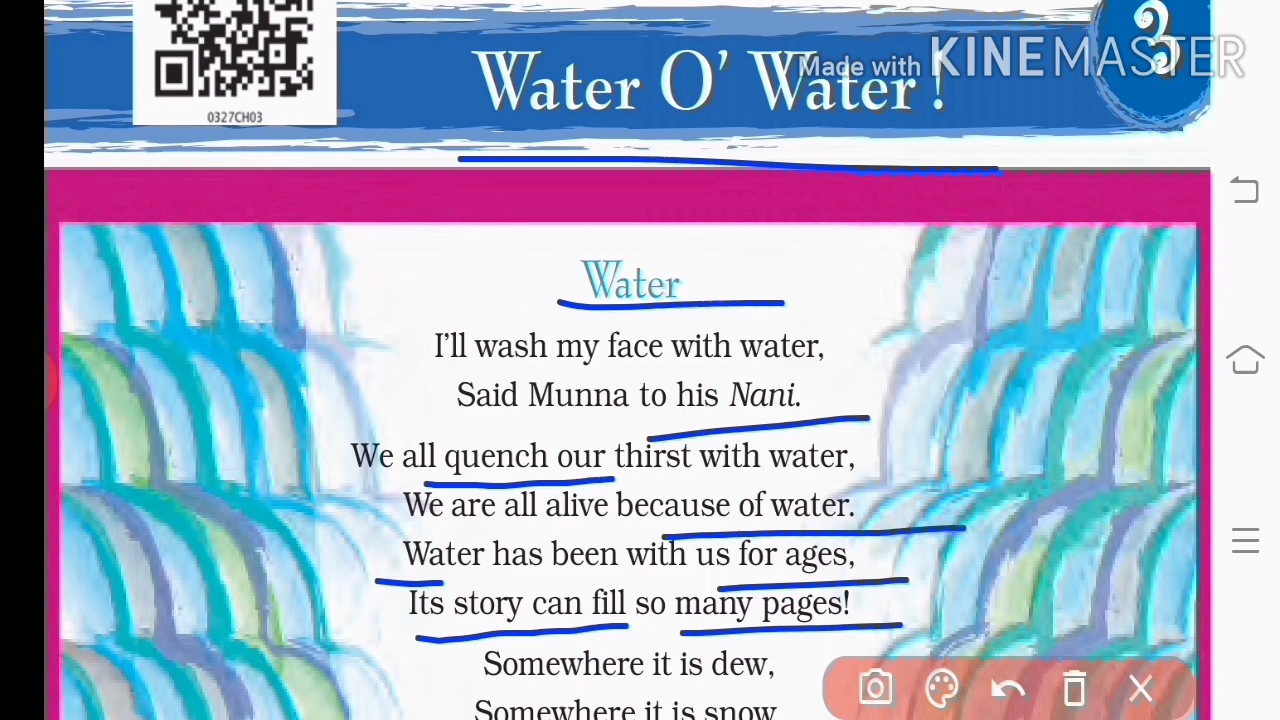 3
Water O' Water !
Made with KINEMASTER
0327CH03
Water
I'll wash my face with water,
Said Munna to his Nani.
We all quench our thirst with water,
We are all alive because of water.
Water has been with us for ages,
Its story can fill so many pages!
Somewhere it is dew,
Somewhere it is snow